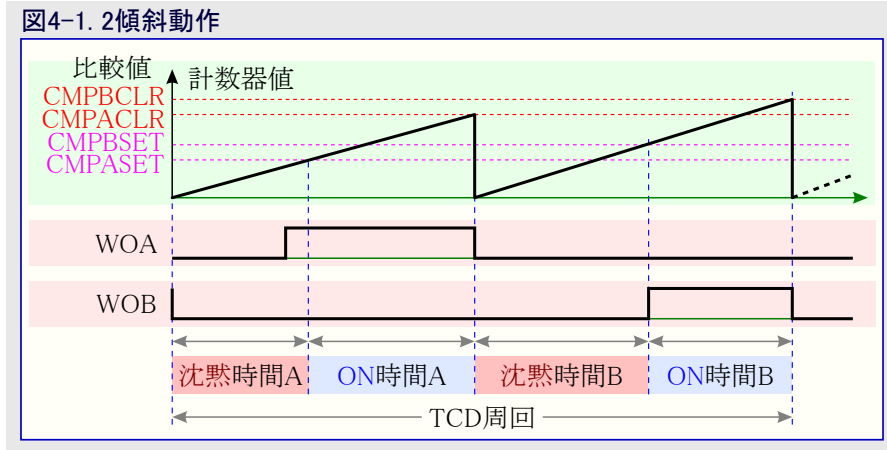 図4-1.2傾斜動作
比較値
計数器値
CMPBCLR
CMPACLR
CMPBSET
CMPASET
WOA
WOB
沈黙時間A
ON時間A
沈黙時間B
ON時間B
TCD周回